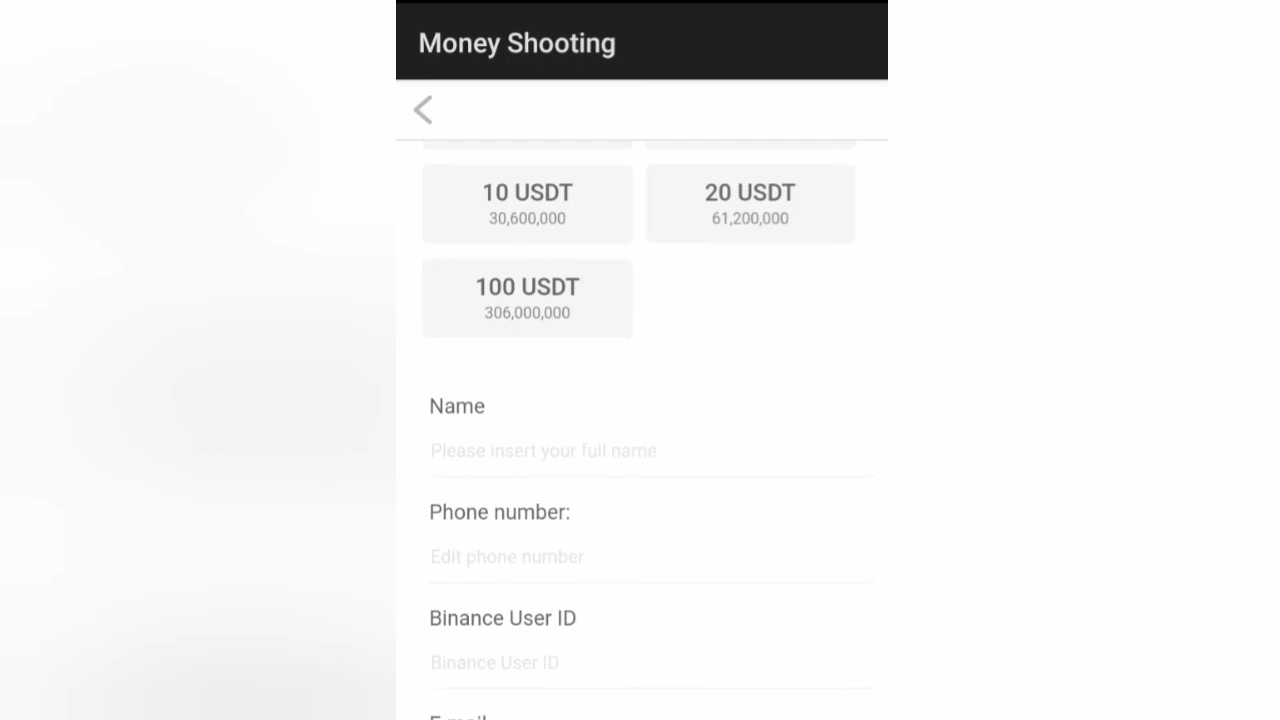 Money Shooting
10 USDT
30,600,000
20 USDT
61,200,000
100 USDT
306,000,000
Name
Please insert your full name
Phone number:
Edit phone number
Binance User ID
Binance User ID